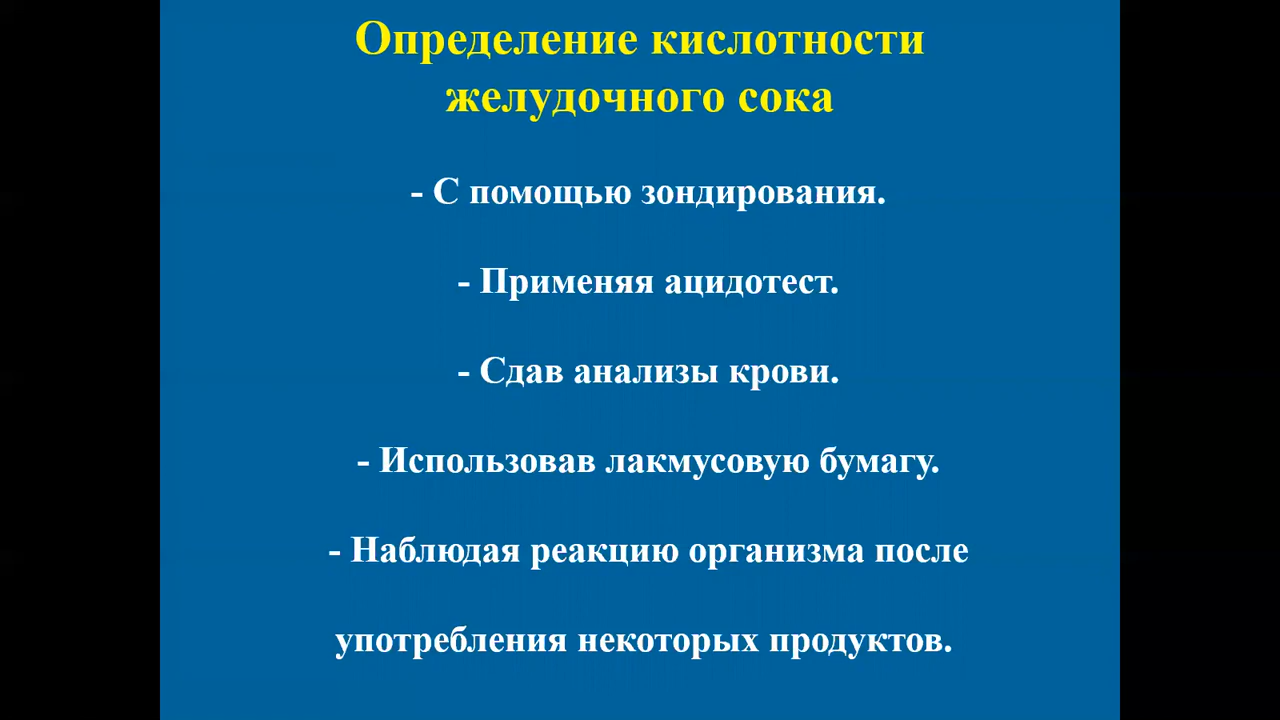 Определение кислотности
желудочного сока
- С помощью зондирования.
- Применяя ацидотест.
- Сдав анализы крови.
- Использовав лакмусовую бумагу.
- Наблюдая реакцию организма после
употребления некоторых продуктов.